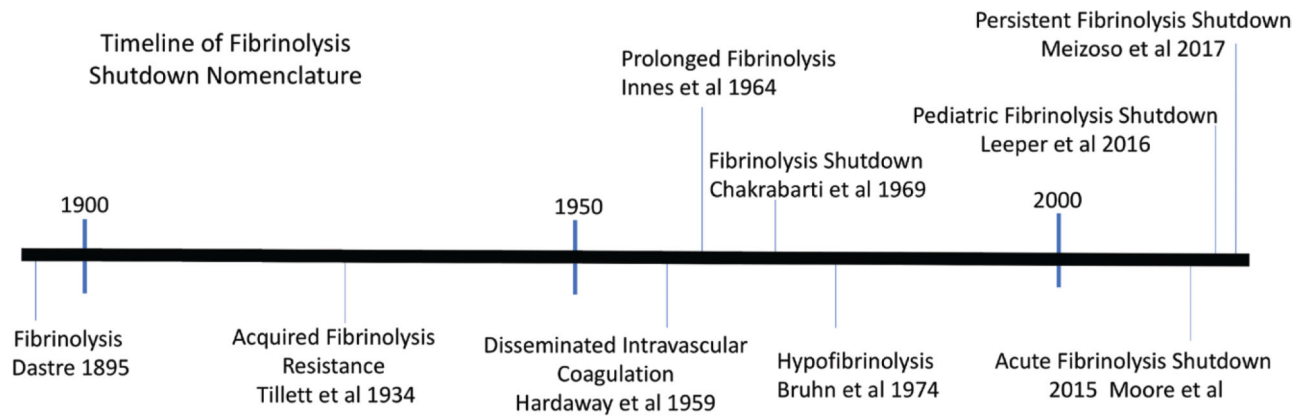 Timeline of Fibrinolysis
Shutdown Nomenclature
Persistent Fibrinolysis Shutdown
Meizoso et al 2017
Prolonged Fibrinolysis
Innes et al 1964
Pediatric Fibrinolysis Shutdown
Leeper et al 2016
Fibrinolysis Shutdown
Chakrabarti et al 1969
1900
1950
2000
Fibrinolysis
Dastre 1895
Acquired Fibrinolysis
Resistance
Tillett et al 1934
Disseminated Intravascular
Coagulation
Hardaway et al 1959
Hypofibrinolysis
Bruhn et al 1974
Acute Fibrinolysis Shutdown
2015 Moore et al